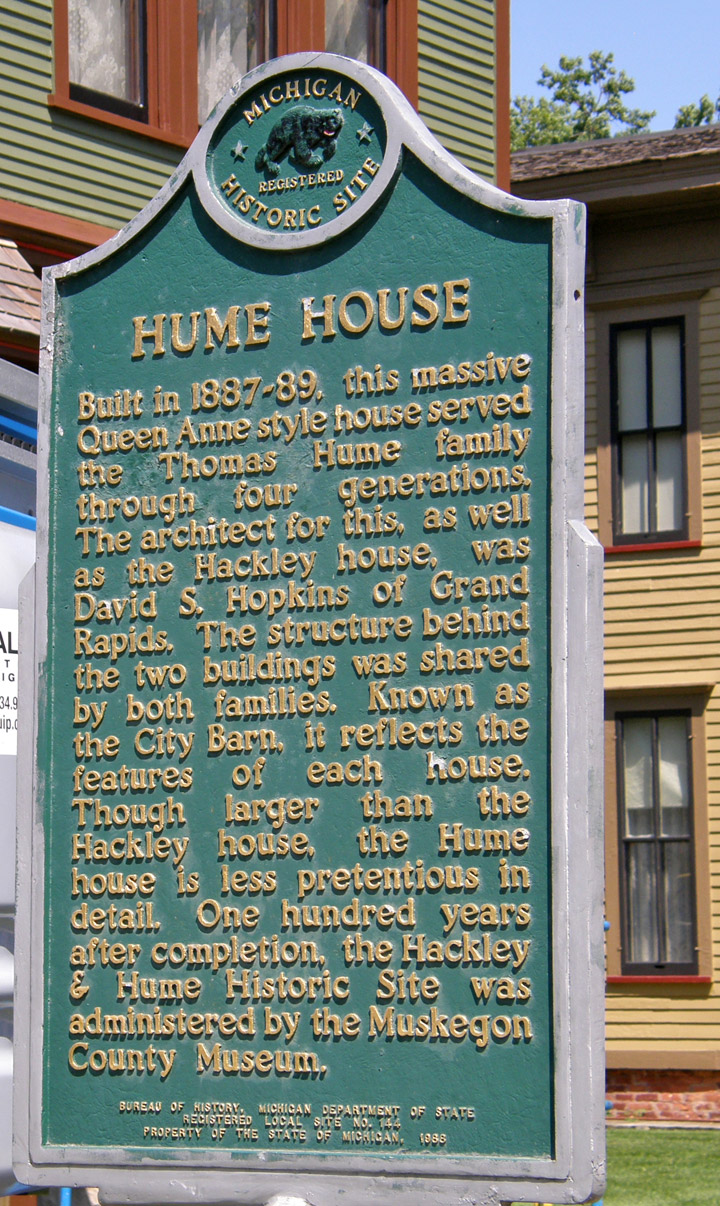 MICHIGAN
REGISTERED
HISTORIC SITE
HUME HOUSE
Built in 1887-89, this massive
Queen Anne style house served
the Thomas Hume family
through four generations.
The architect for this, as well
as the Hackley house, was
David S. Hopkins of Grand
Rapids. The structure behind
the two buildings was shared
by both families. Known as
the City Barn, it reflects the
features of each house.
Though larger than the
Hackley house, the Hume
house is less pretentious in
detail. One hundred years
after completion, the Hackley
& Hume Historic Site was
administered by the Muskegon
County Museum.
BUREAU OF HISTORY, MICHIGAN DEPARTMENT OF STATE
REGISTERED LOCAL SITE NO. 144
PROPERTY OF THE STATE OF MICHIGAN, 1986